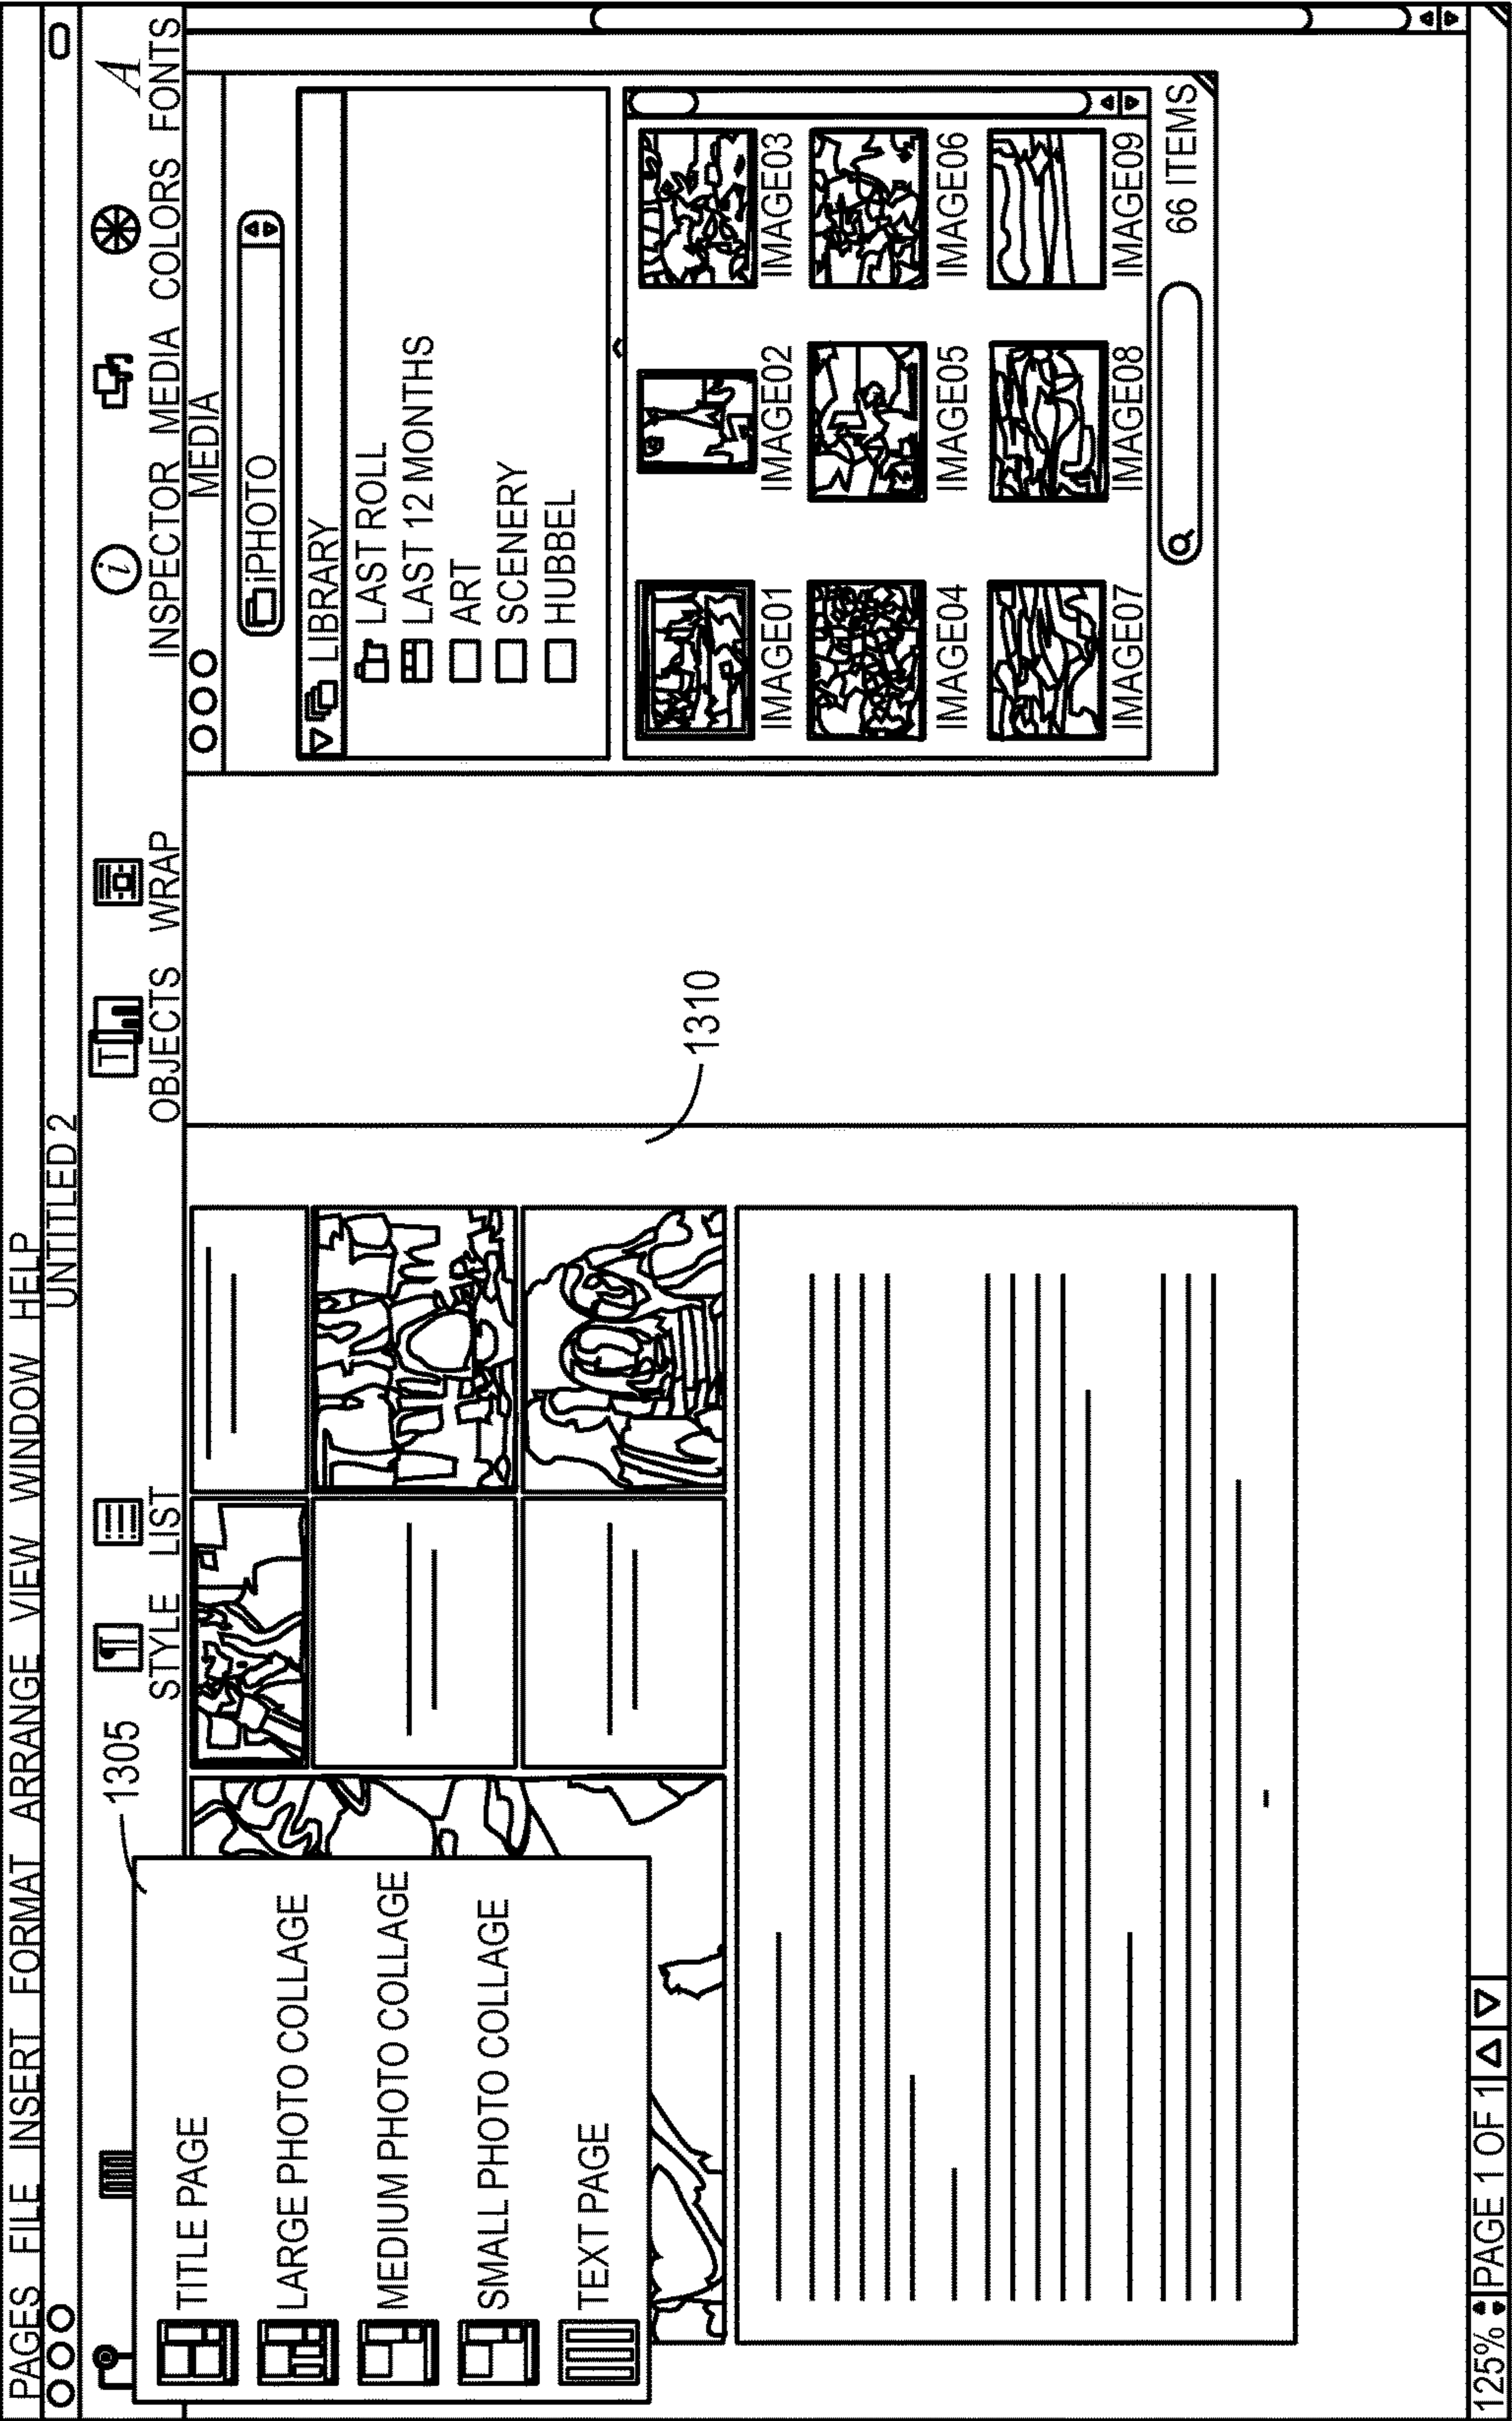 PAGES FILE INSERT FORMAT ARRANGE VIEW WINDOW HELP
UNTITLED 2
STYLE LIST OBJECTS WRAP INSPECTOR MEDIA COLORS FONTS
1305
TITLE PAGE
LARGE PHOTO COLLAGE
MEDIUM PHOTO COLLAGE
SMALL PHOTO COLLAGE
TEXT PAGE
1310
MEDIA
iPHOTO
LIBRARY
LAST ROLL
LAST 12 MONTHS
ART
SCENERY
HUBBEL
IMAGE01 IMAGE02 IMAGE03
IMAGE04 IMAGE05 IMAGE06
IMAGE07 IMAGE08 IMAGE09
66 ITEMS
125% PAGE 1 OF 1